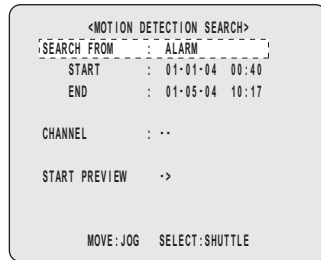 <MOTION DETECTION SEARCH>
SEARCH FROM : ALARM
START : 01-01-04 00:40
END : 01-05-04 10:17
CHANNEL : --
START PREVIEW ->
MOVE:JOG SELECT:SHUTTLE